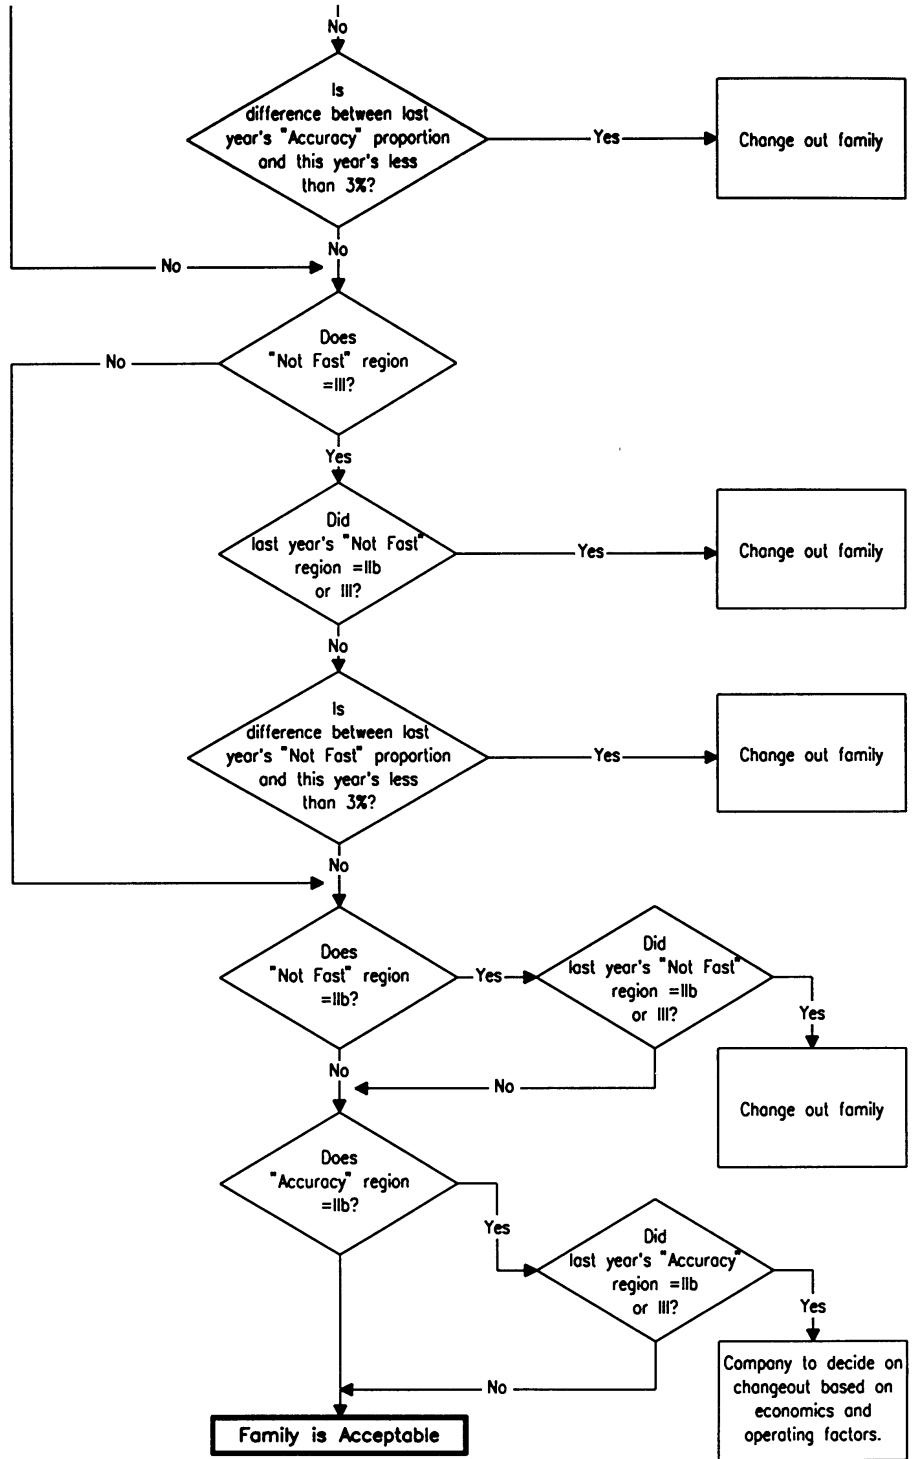 No
Is
difference between last
year's "Accuracy" proportion
and this year's less
than 3%?
Yes
Change out family
No
No
Does
"Not Fast" region
=III?
No
Yes
Did
last year's "Not Fast"
region =IIb
or III?
Yes
Change out family
No
Is
difference between last
year's "Not Fast" proportion
and this year's less
than 3%?
Yes
Change out family
No
Does
"Not Fast" region
=IIb?
Yes
Did
last year's "Not Fast"
region =IIb
or III?
Yes
Change out family
No
No
Does
"Accuracy" region
=IIb?
Yes
Did
last year's "Accuracy"
region =IIb
or III?
Yes
Company to decide on
changeout based on
economics and
operating factors.
No
Family is Acceptable